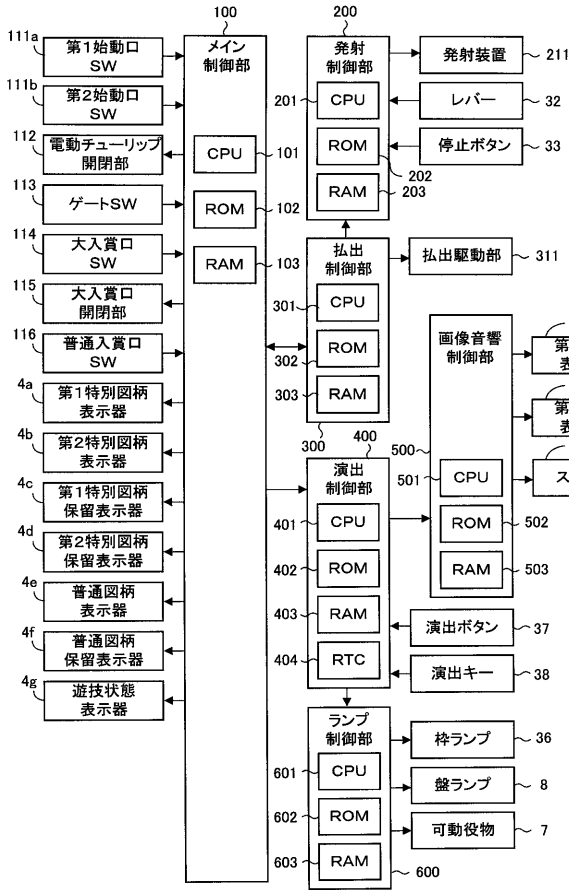 111a
第1始動口
SW
111b
第2始動口
SW
112
電動チューリップ
開閉部
113
ゲートSW
114
大入賞口
SW
115
大入賞口
開閉部
116
普通入賞口
SW
4a
第1特別図柄
表示器
4b
第2特別図柄
表示器
4c
第1特別図柄
保留表示器
4d
第2特別図柄
保留表示器
4e
普通図柄
表示器
4f
普通図柄
保留表示器
4g
遊技状態
表示器
100
メイン
制御部
CPU
101
ROM
102
RAM
103
200
発射
制御部
201
CPU
ROM
202
RAM
203
発射装置
211
レバー
32
停止ボタン
33
払出
制御部
301
CPU
302
ROM
303
RAM
300
払出駆動部
311
400
演出
制御部
401
CPU
402
ROM
403
RAM
404
RTC
画像音響
制御部
500
501
CPU
ROM
502
RAM
503
第
表
第
表
ス
演出ボタン
37
演出キー
38
ランプ
制御部
601
CPU
602
ROM
603
RAM
600
枠ランプ
36
盤ランプ
8
可動役物
7